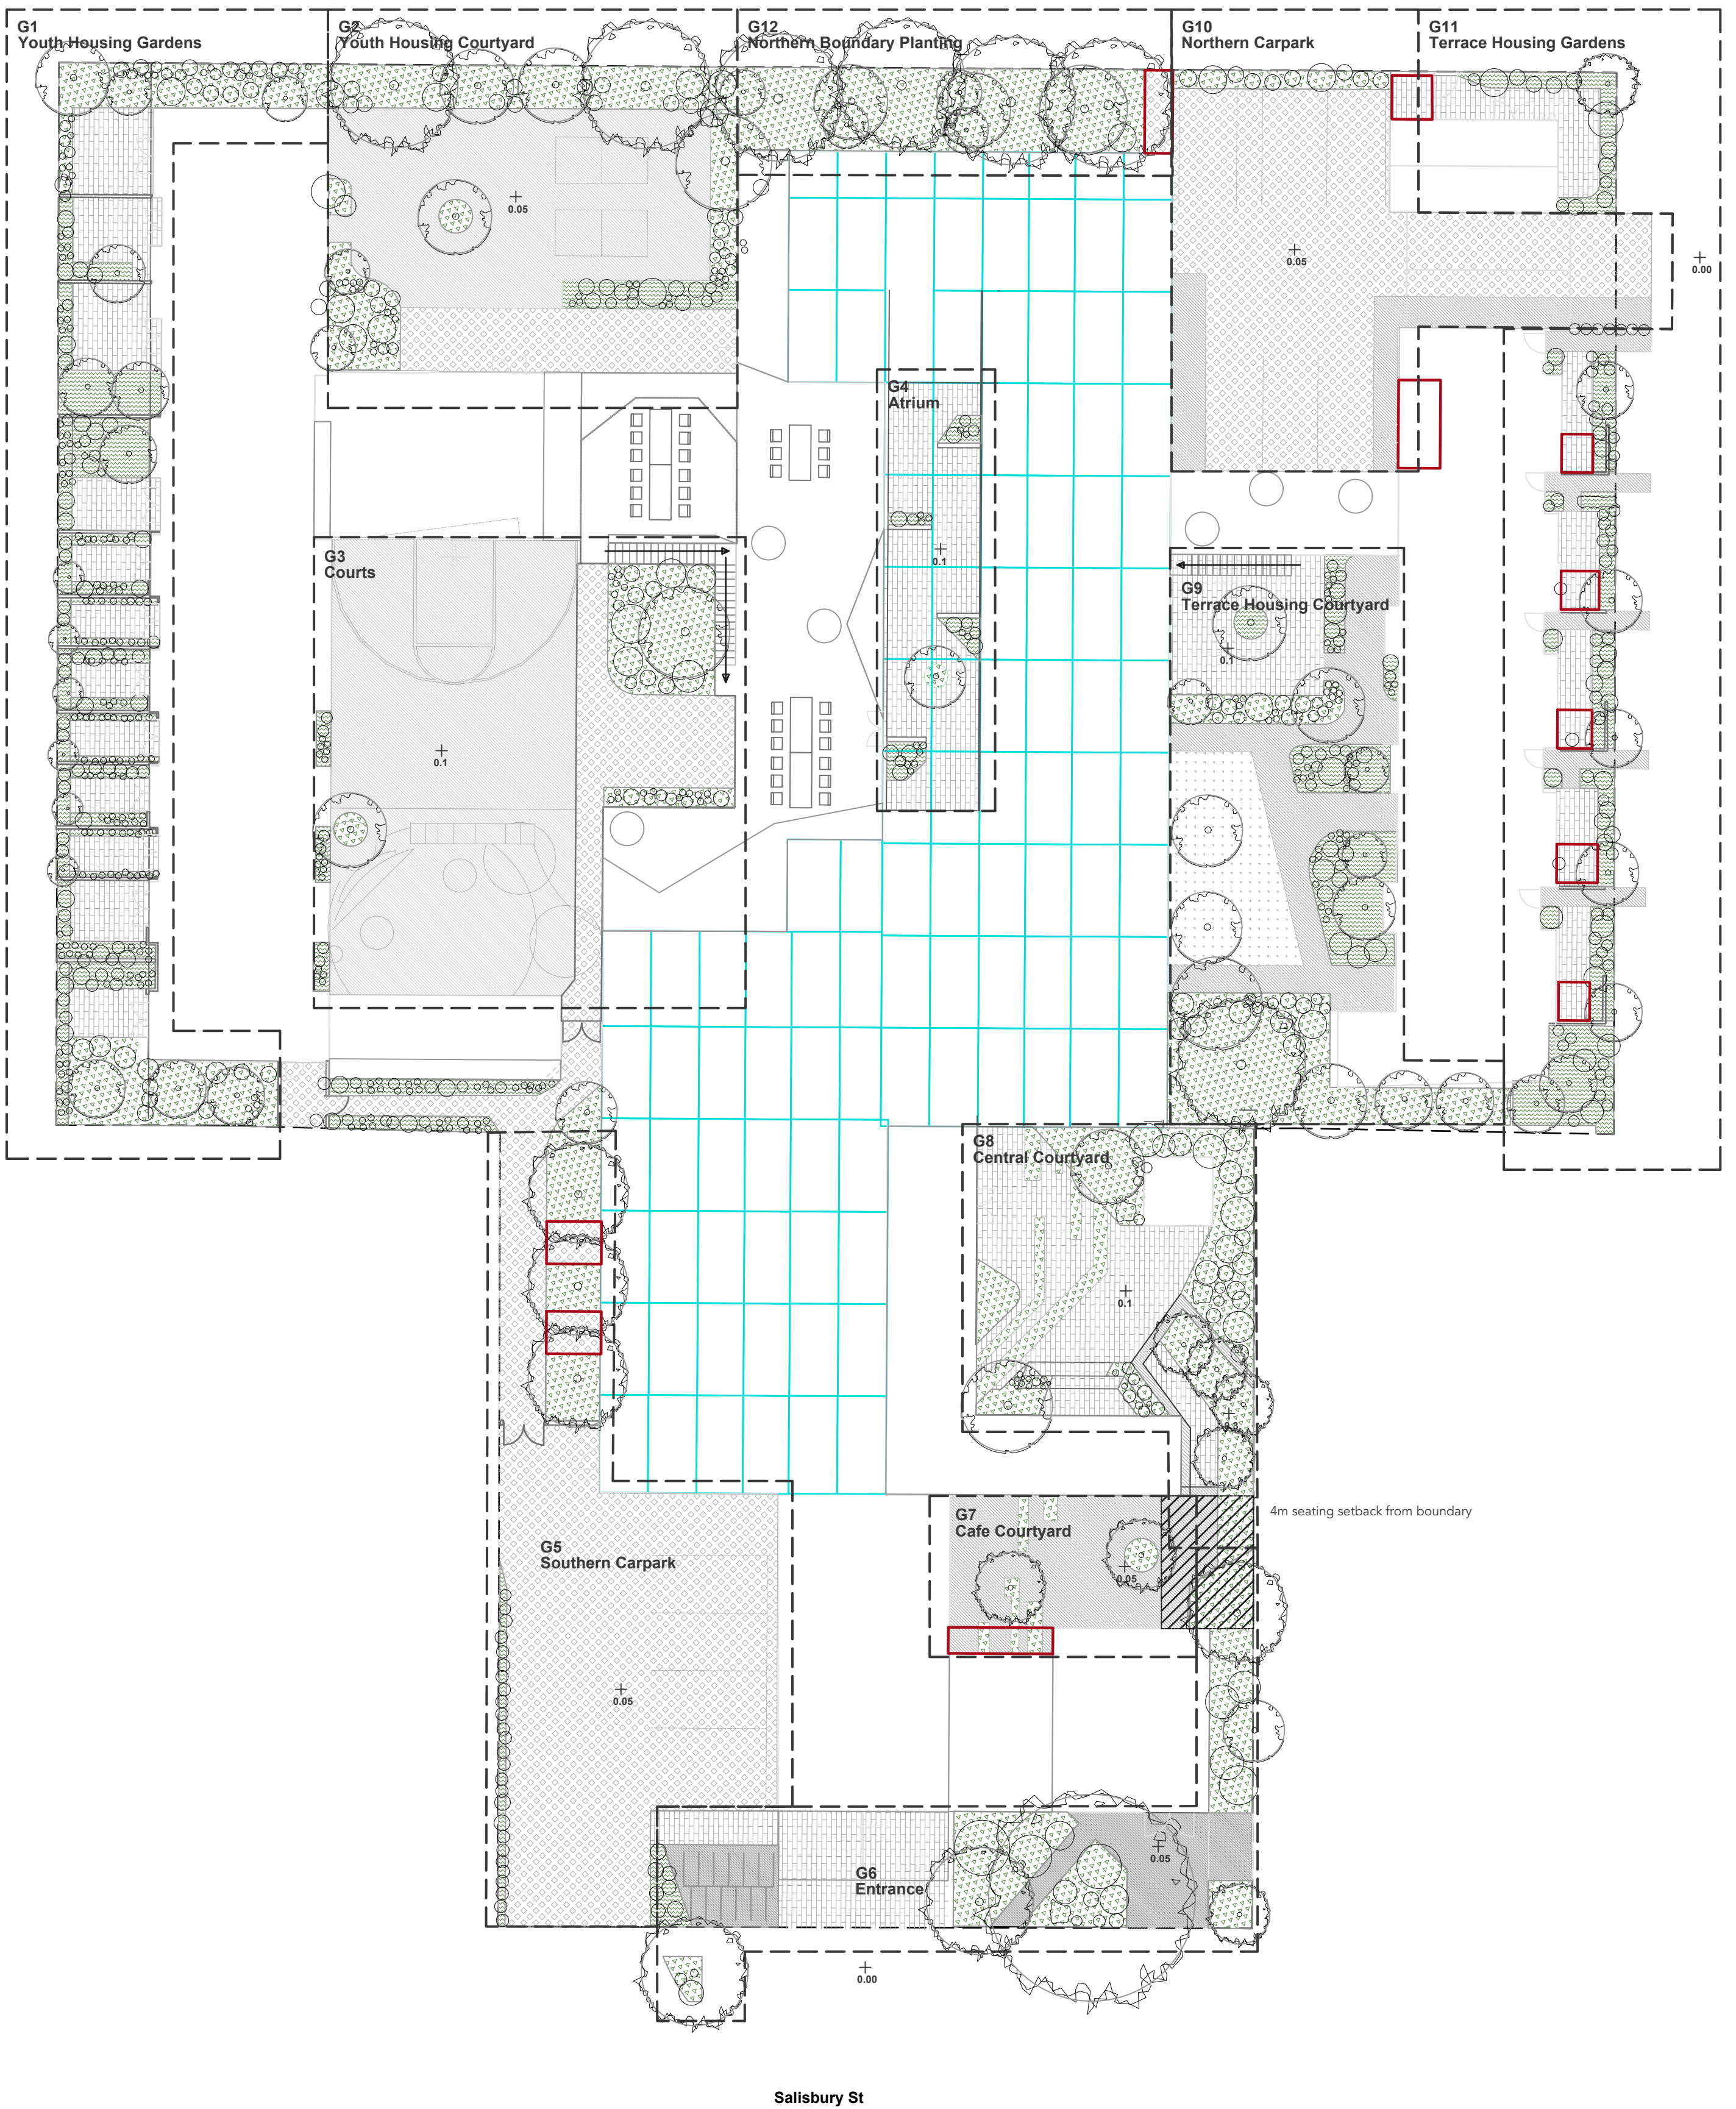 G1
Youth Housing Gardens
G2
Youth Housing Courtyard
G12
Northern Boundary Planting
G10
Northern Carpark
G11
Terrace Housing Gardens
0.05
0.05
0.00
G4
Atrium
G3
Courts
0.1
G9
Terrace Housing Courtyard
0.1
0.1
G8
Central Courtyard
0.1
4m seating setback from boundary
G7
Cafe Courtyard
G5
Southern Carpark
0.05
0.05
0.05
G6
Entrance
0.00
Salisbury St